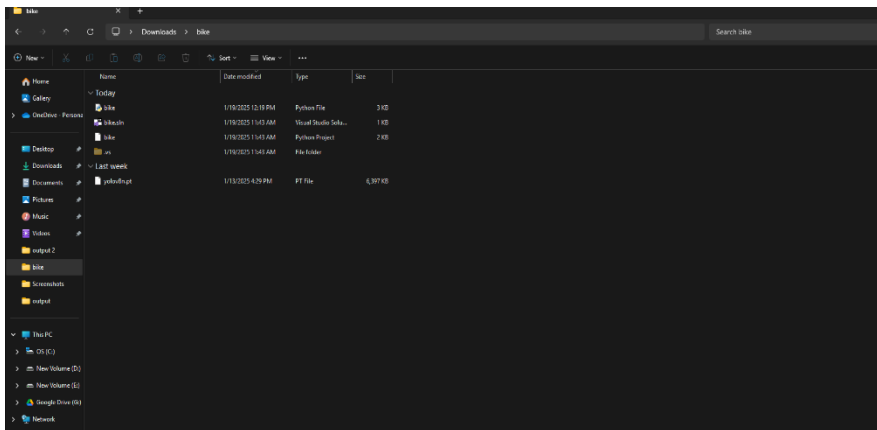 bike × +
Downloads > bike
Search bike
New Sort View ...
Name Date modified Type Size
Today
bike 1/19/2025 12:19 PM Python File 3 KB
bike.sln 1/19/2025 11:43 AM Visual Studio Solu... 1 KB
bike 1/19/2025 11:43 AM Python Project 2 KB
.vs 1/19/2025 11:43 AM File folder
Last week
yolov8n.pt 1/13/2025 4:29 PM PT File 6,397 KB
Home
Gallery
OneDrive - Persona
Desktop
Downloads
Documents
Pictures
Music
Videos
output 2
bike
Screenshots
output
This PC
OS (C:)
New Volume (D:)
New Volume (E:)
Google Drive (G:)
Network